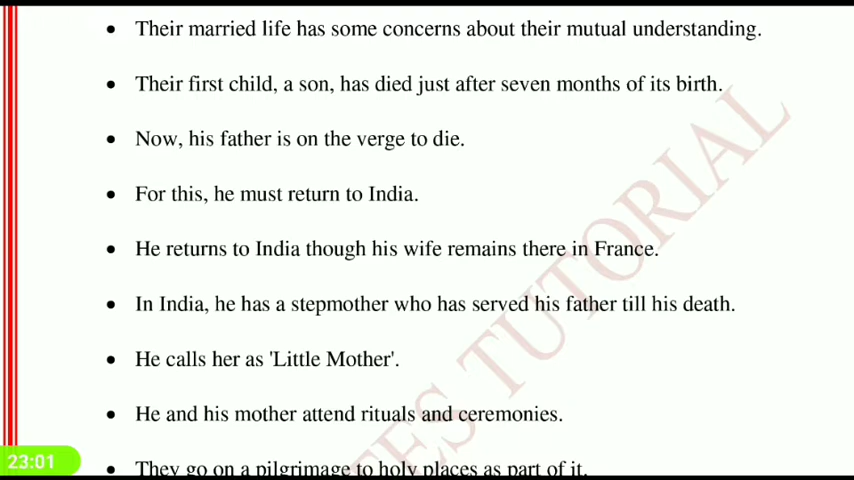 Their married life has some concerns about their mutual understanding.
Their first child, a son, has died just after seven months of its birth.
Now, his father is on the verge to die.
For this, he must return to India.
He returns to India though his wife remains there in France.
In India, he has a stepmother who has served his father till his death.
He calls her as 'Little Mother'.
He and his mother attend rituals and ceremonies.
They go on a pilgrimage to holy places as part of it.
TES TUTORIAL
23:01